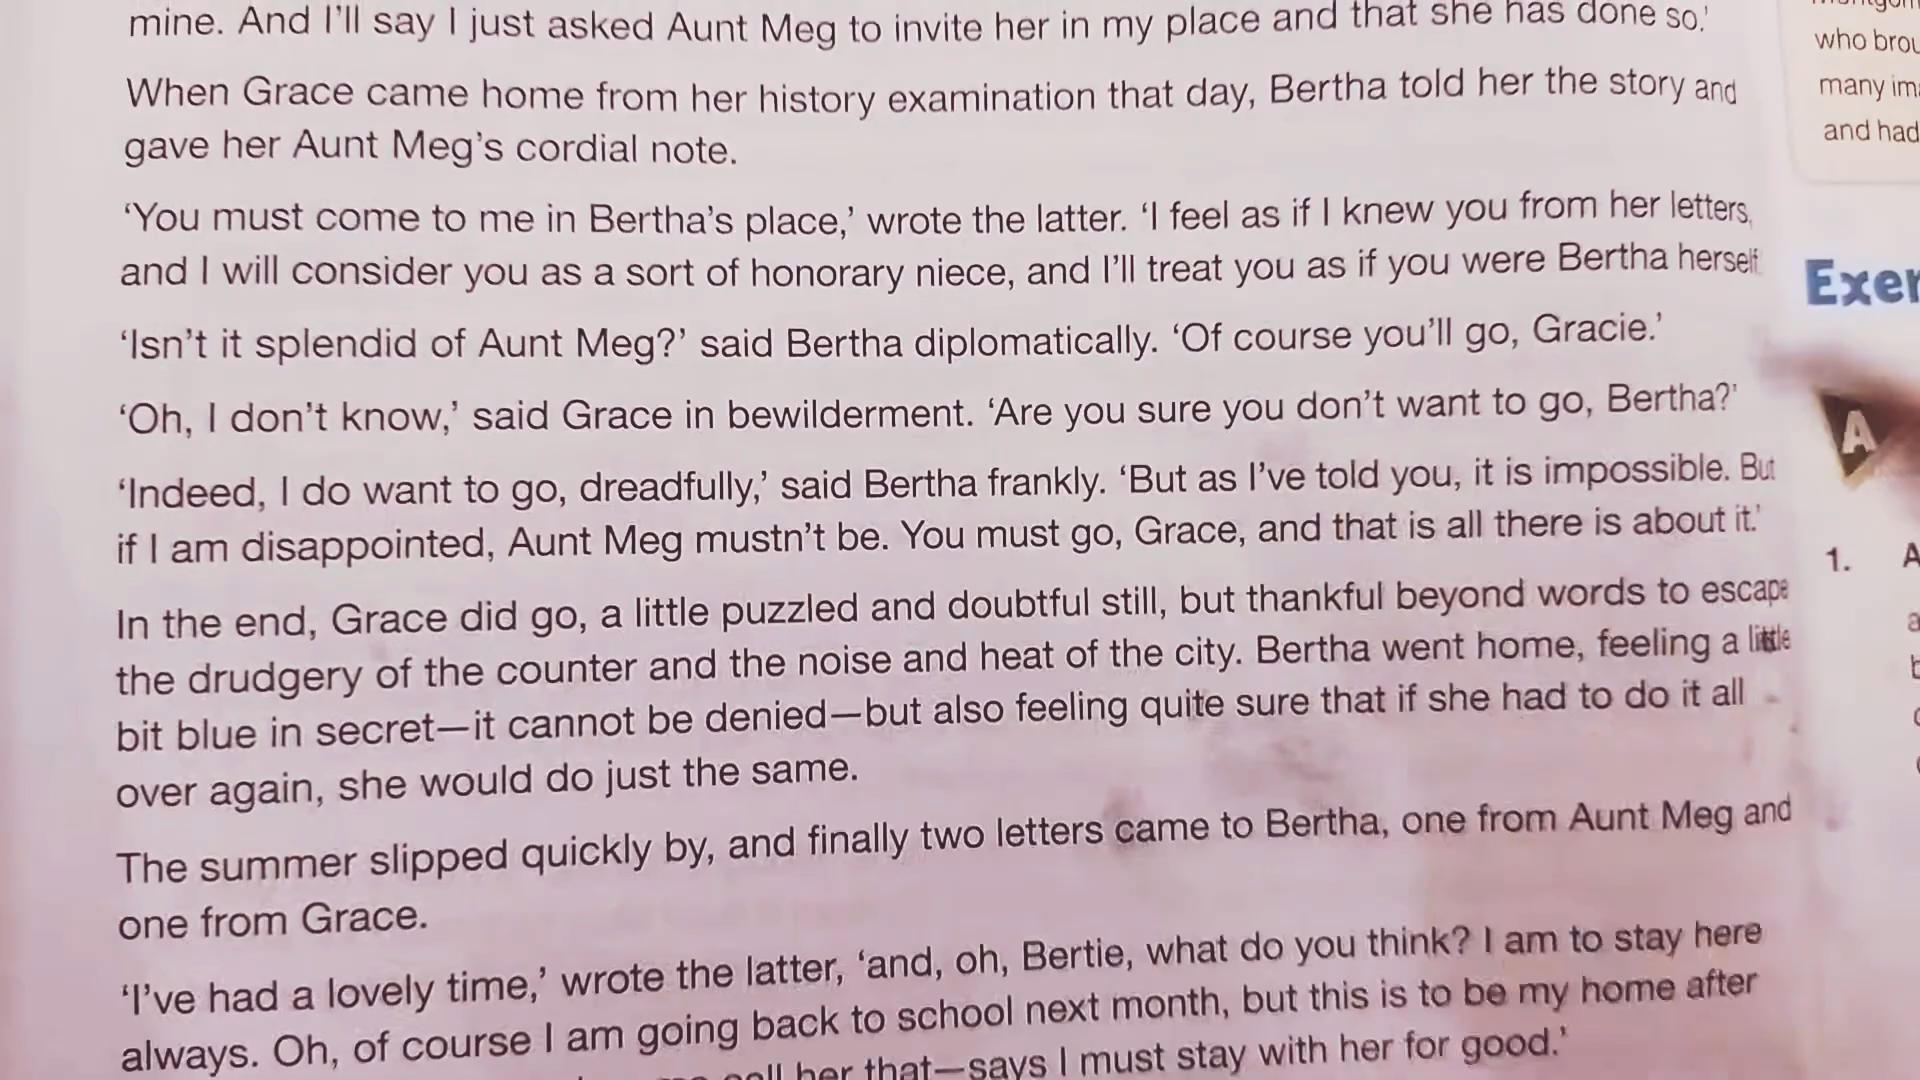 mine. And I'll say I just asked Aunt Meg to invite her in my place and that she has done so.'
When Grace came home from her history examination that day, Bertha told her the story and
gave her Aunt Meg's cordial note.
'You must come to me in Bertha's place,' wrote the latter. 'I feel as if I knew you from her letters,
and I will consider you as a sort of honorary niece, and I'll treat you as if you were Bertha herself
'Isn't it splendid of Aunt Meg?' said Bertha diplomatically. 'Of course you'll go, Gracie.'
'Oh, I don't know,' said Grace in bewilderment. 'Are you sure you don't want to go, Bertha?'
'Indeed, I do want to go, dreadfully,' said Bertha frankly. 'But as I've told you, it is impossible. But
if I am disappointed, Aunt Meg mustn't be. You must go, Grace, and that is all there is about it.'
In the end, Grace did go, a little puzzled and doubtful still, but thankful beyond words to escape
the drudgery of the counter and the noise and heat of the city. Bertha went home, feeling a little
bit blue in secret—it cannot be denied—but also feeling quite sure that if she had to do it all
over again, she would do just the same.
The summer slipped quickly by, and finally two letters came to Bertha, one from Aunt Meg and
one from Grace.
'I've had a lovely time,' wrote the latter, 'and, oh, Bertie, what do you think? I am to stay here
always. Oh, of course I am going back to school next month, but this is to be my home after
call her that—says I must stay with her for good.'
who
many
and had
A
1.